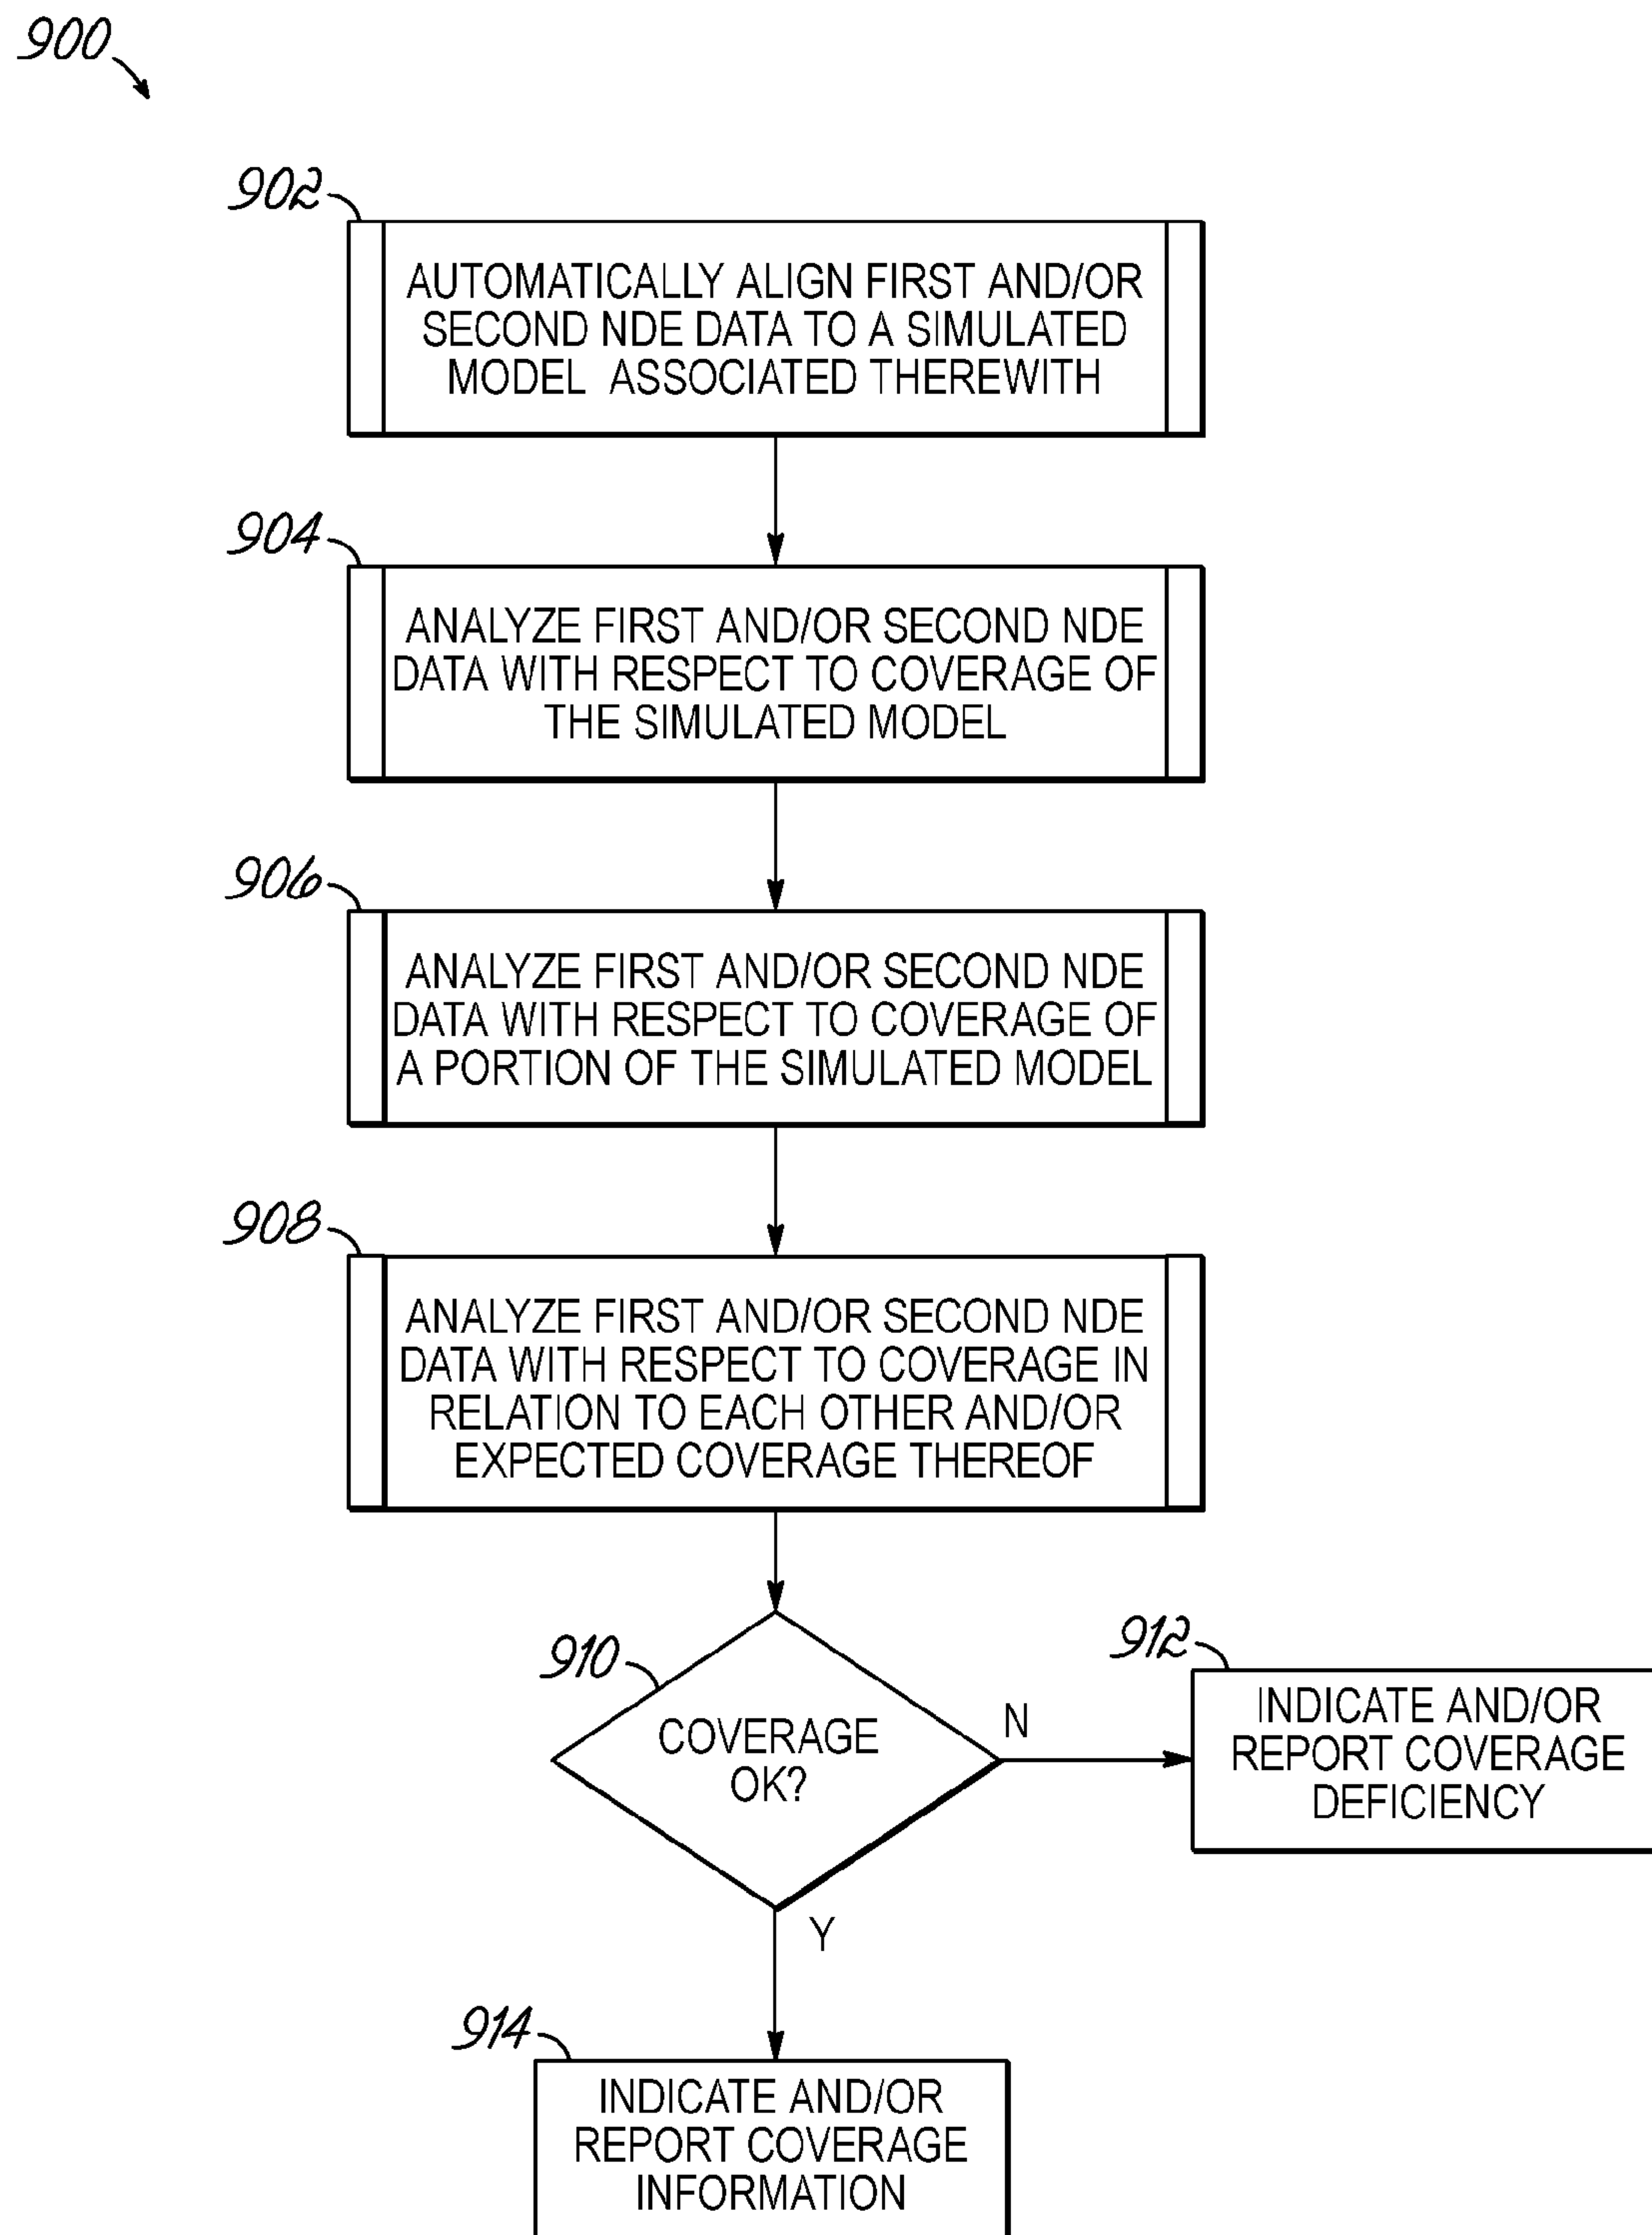 900
902
AUTOMATICALLY ALIGN FIRST AND/OR
SECOND NDE DATA TO A SIMULATED
MODEL ASSOCIATED THEREWITH
904
ANALYZE FIRST AND/OR SECOND NDE
DATA WITH RESPECT TO COVERAGE OF
THE SIMULATED MODEL
906
ANALYZE FIRST AND/OR SECOND NDE
DATA WITH RESPECT TO COVERAGE OF
A PORTION OF THE SIMULATED MODEL
908
ANALYZE FIRST AND/OR SECOND NDE
DATA WITH RESPECT TO COVERAGE IN
RELATION TO EACH OTHER AND/OR
EXPECTED COVERAGE THEREOF
910
COVERAGE
OK?
N
912
INDICATE AND/OR
REPORT COVERAGE
DEFICIENCY
Y
914
INDICATE AND/OR
REPORT COVERAGE
INFORMATION